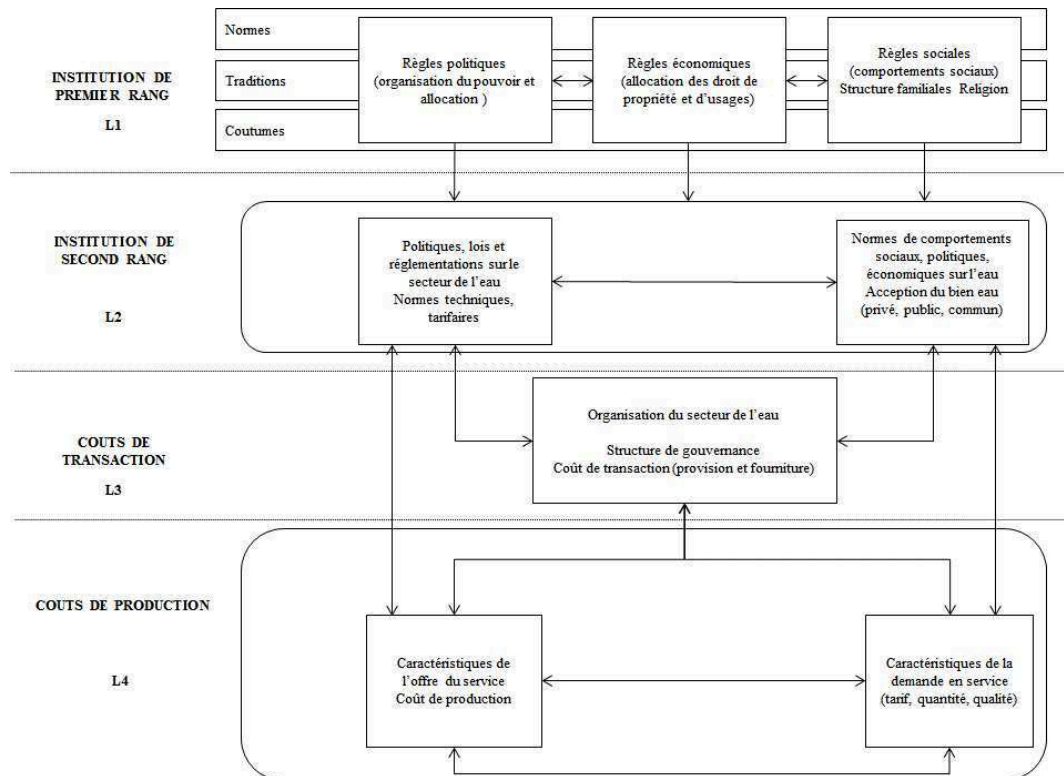 INSTITUTION DE
PREMIER RANG
L1
Normes
Traditions
Coutumes
Règles politiques
(organisation du pouvoir et
allocation )
Règles économiques
(allocation des droit de
propriété et d'usages)
Règles sociales
(comportements sociaux)
Structure familiales Religion
INSTITUTION DE
SECOND RANG
L2
Politiques, lois et
réglementations sur le
secteur de l'eau
Normes techniques,
tarifaires
Normes de comportements
sociaux, politiques,
économiques sur l'eau
Acception du bien eau
(privé, public, commun)
COUTS DE
TRANSACTION
L3
Organisation du secteur de l'eau
Structure de gouvernance
Coût de transaction (provision et fourniture)
COUTS DE PRODUCTION
L4
Caractéristiques de
l'offre du service
Coût de production
Caractéristiques de la
demande en service
(tarif, quantité, qualité)